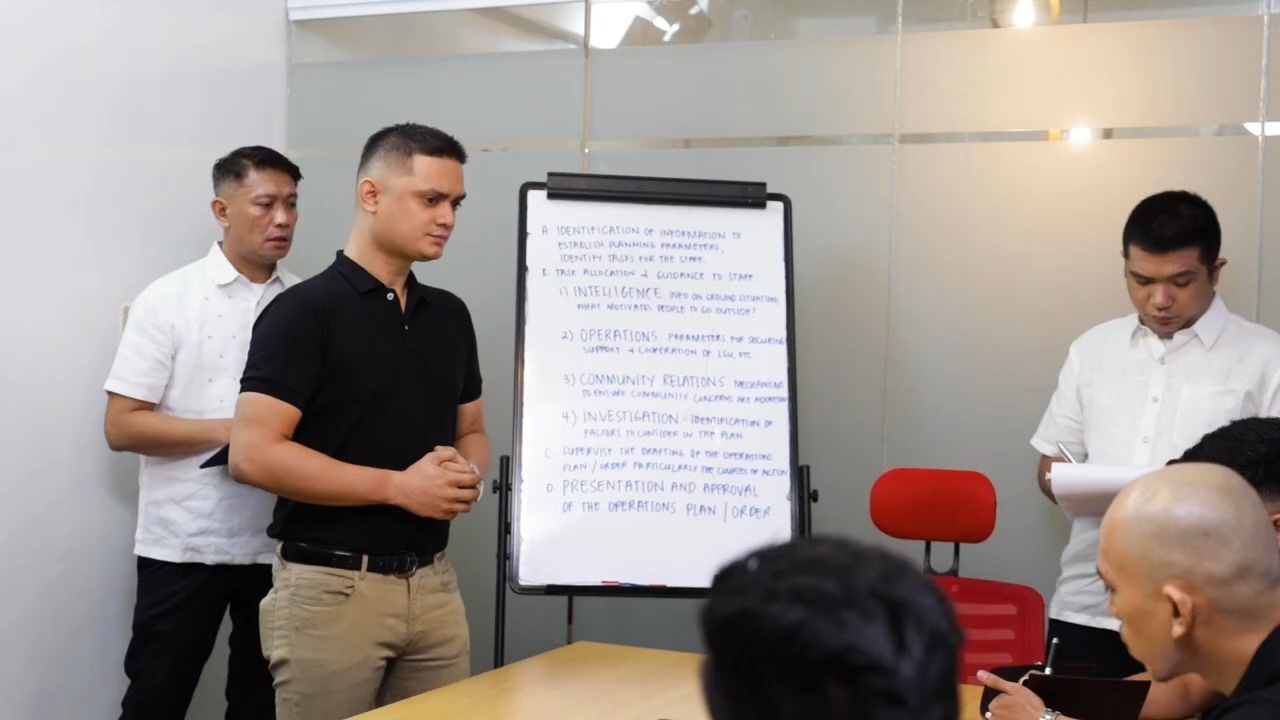 A. IDENTIFICATION OF INFORMATION TO
ESTABLISH PLANNING PARAMETERS,
IDENTIFY TASKS FOR THE STAFF.
B. TASK ALLOCATION & GUIDANCE TO STAFF.
1) INTELLIGENCE INFO ON GROUND SITUATION,
WHAT MOTIVATES PEOPLE TO GO OUTSIDE?
2) OPERATIONS PARAMETERS FOR SECURING
SUPPORT & COOPERATION OF LGU, ETC.
3) COMMUNITY RELATIONS MECHANISMS
TO ENSURE COMMUNITY CONCERNS ARE ADDRESSED
4) INVESTIGATION - IDENTIFICATION OF
FACTORS TO CONSIDER IN THE PLAN
C. SUPERVISE THE DRAFTING OF THE OPERATIONS
PLAN / ORDER PARTICULARLY THE COURSES OF ACTION
D PRESENTATION AND APPROVAL
OF THE OPERATIONS PLAN / ORDER